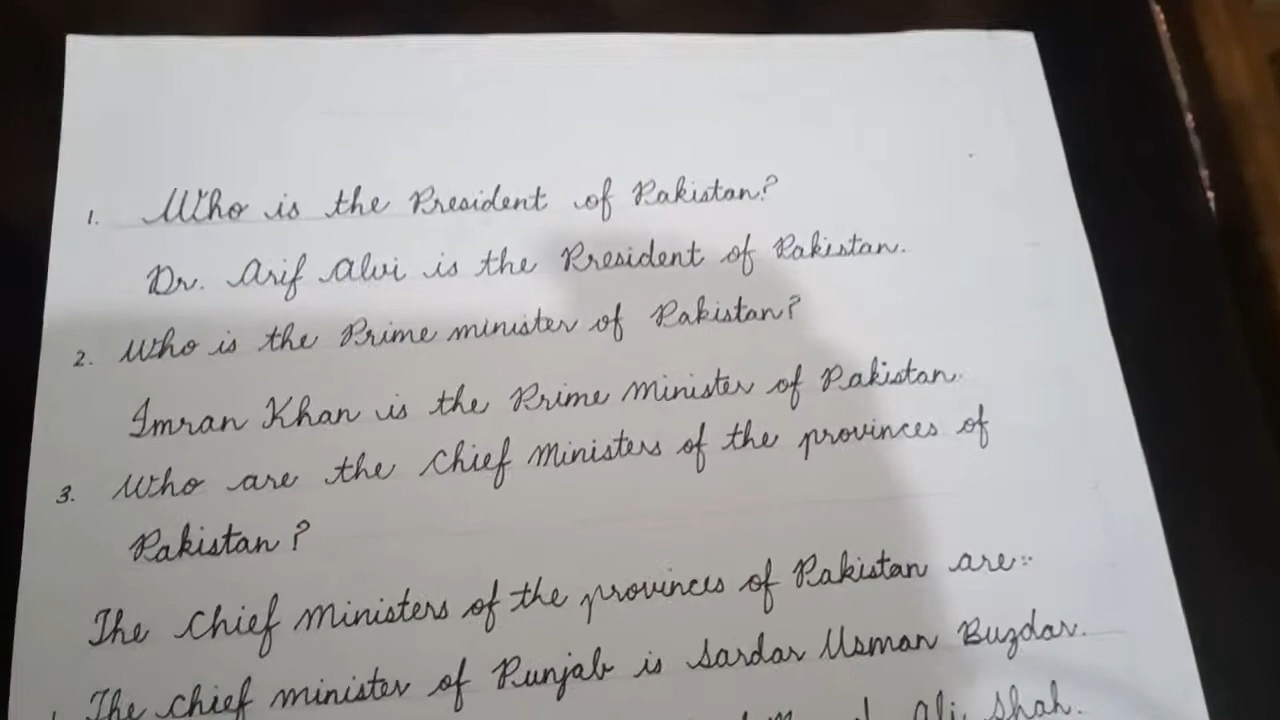 1. Who is the President of Pakistan?
Dr. Arif Alvi is the President of Pakistan.
2. Who is the Prime minister of Pakistan?
Imran Khan is the Prime Minister of Pakistan.
3. Who are the Chief Ministers of the provinces of
Pakistan?
The Chief Ministers of the provinces of Pakistan are:-
The chief minister of Punjab is Sardar Usman Buzdar.
Ali Shah.